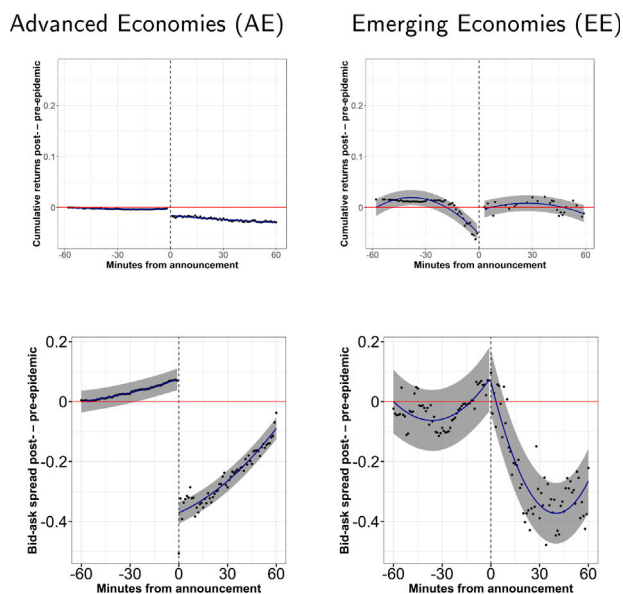 Advanced Economies (AE)
Emerging Economies (EE)
Cumulative returns post- – pre-epidemic
0.2
0.1
0
-60 -30 0 30 60
Minutes from announcement
Cumulative returns post- – pre-epidemic
0.2
0.1
0
-60 -30 0 30 60
Minutes from announcement
Bid-ask spread post- – pre-epidemic
0.2
0
-0.2
-0.4
-60 -30 0 30 60
Minutes from announcement
Bid-ask spread post- – pre-epidemic
0.2
0
-0.2
-0.4
-60 -30 0 30 60
Minutes from announcement